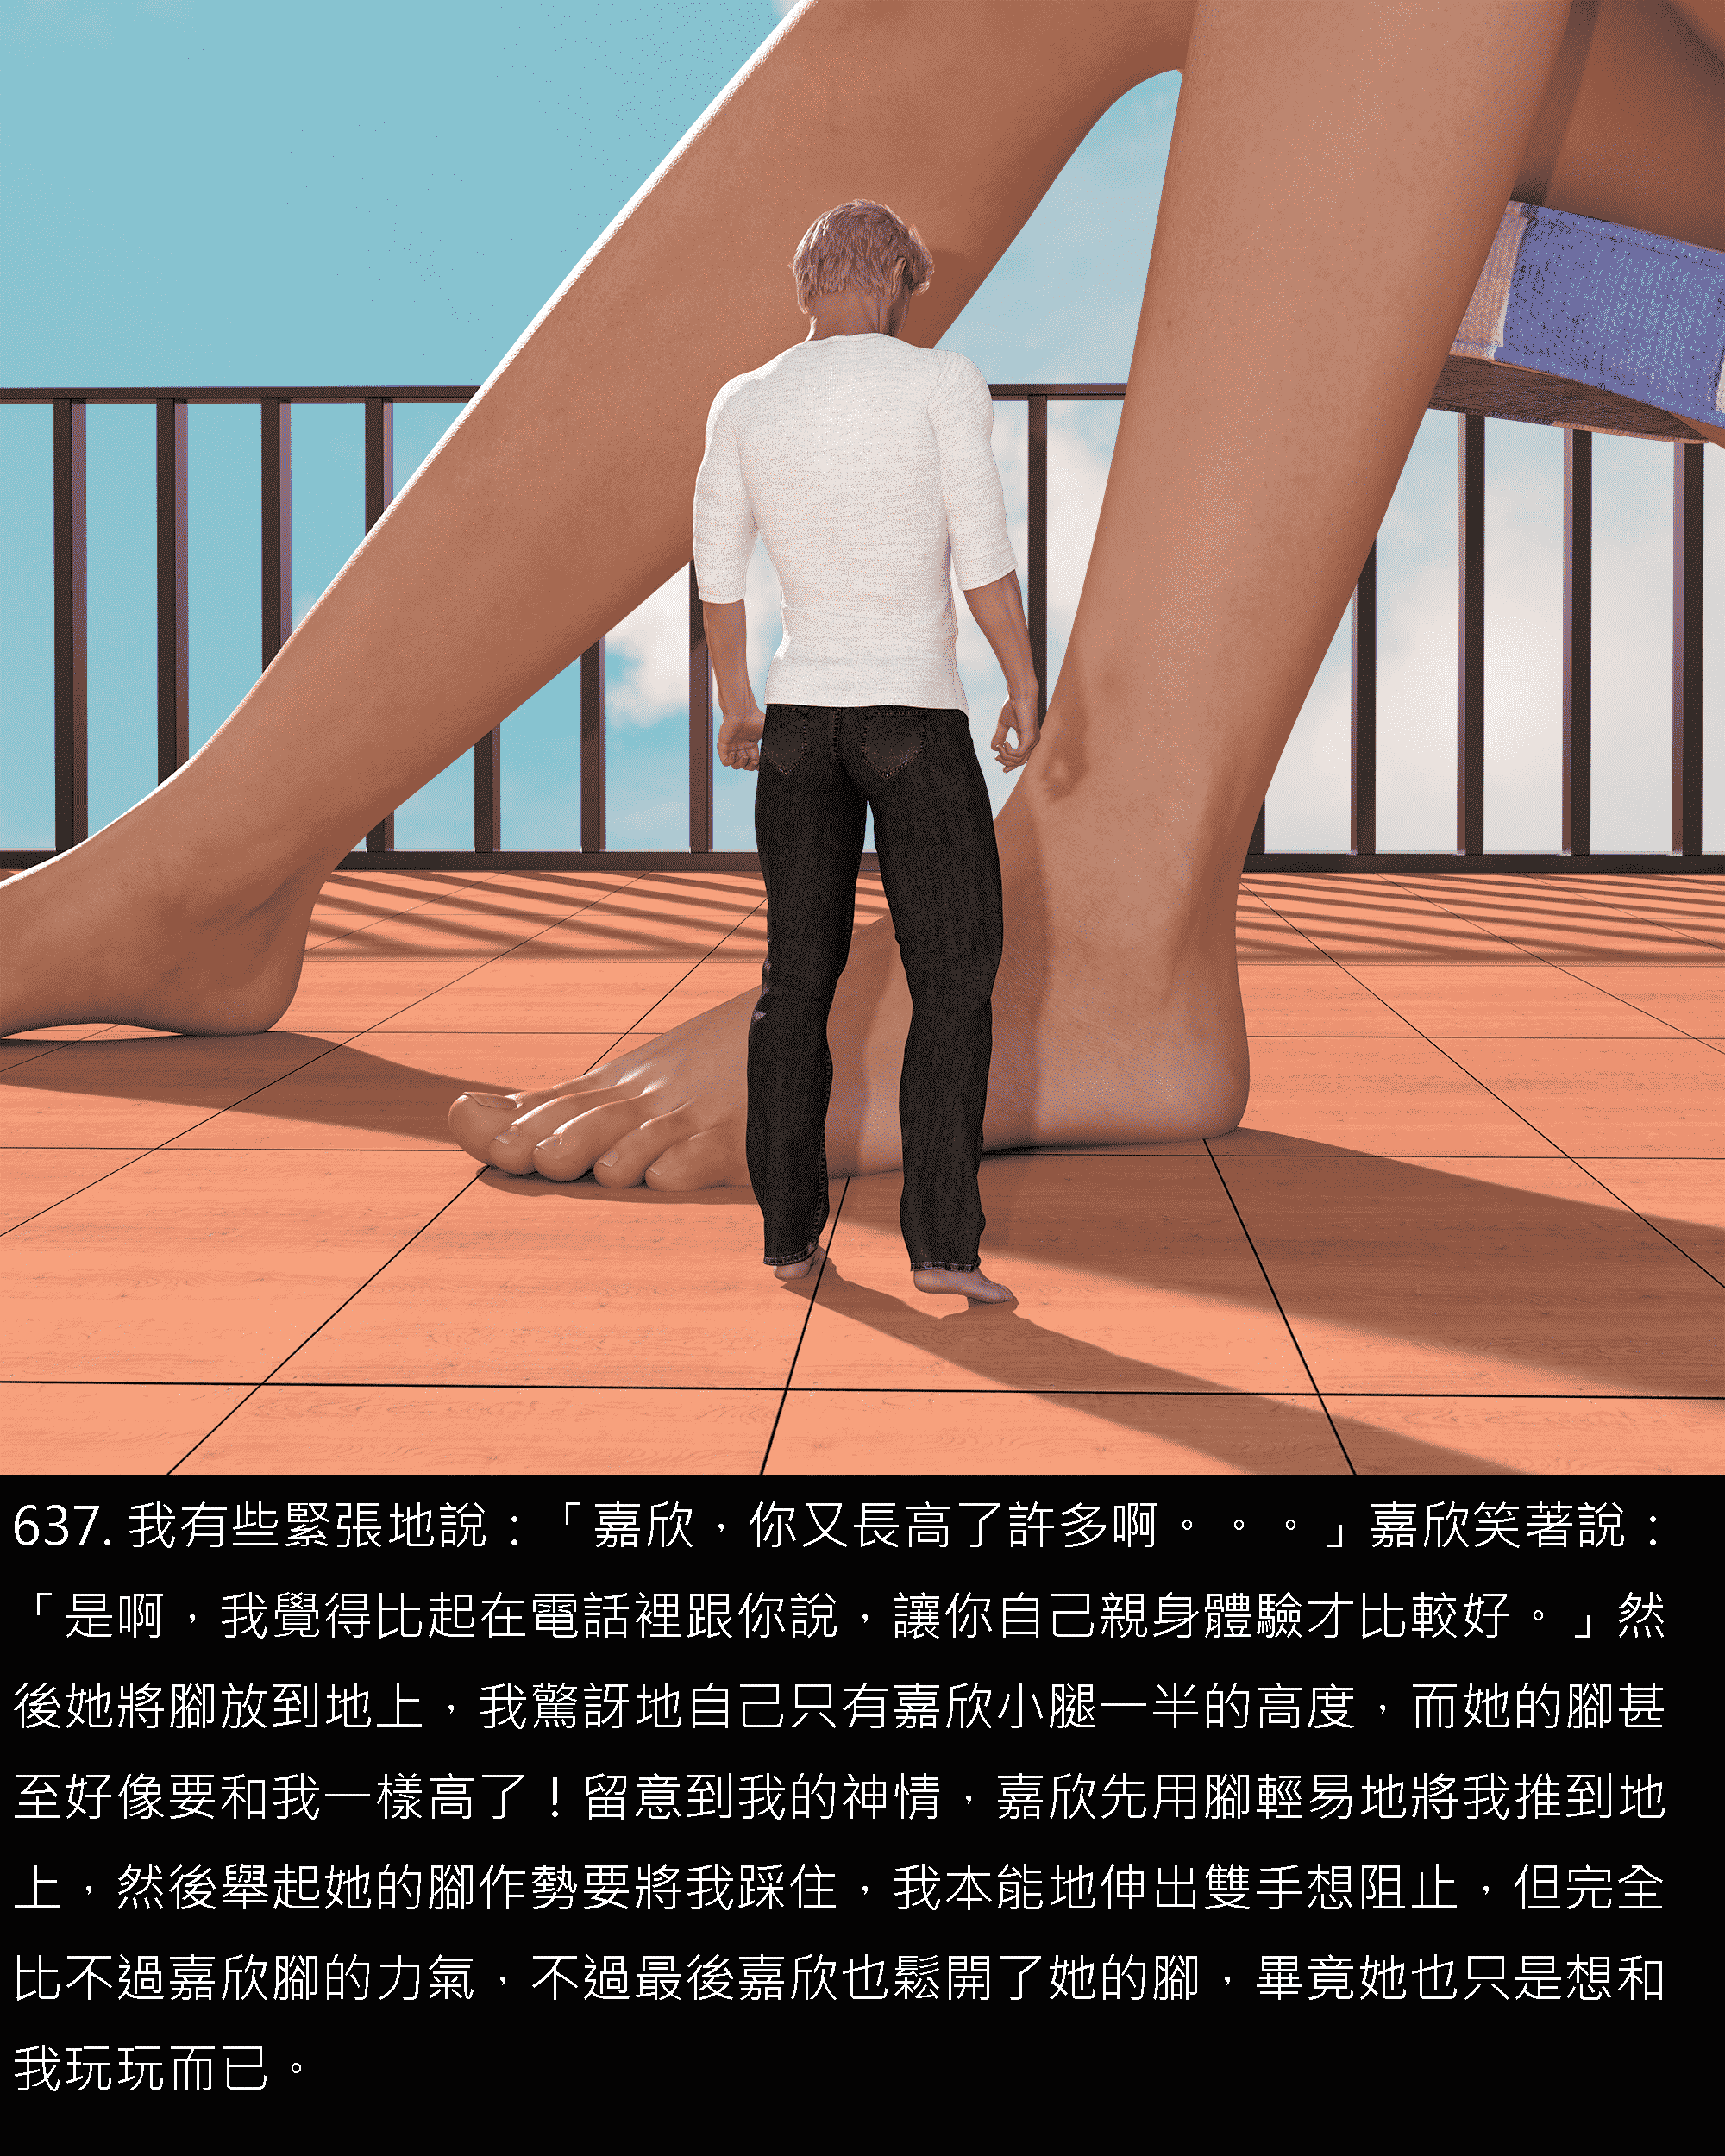 637. 我有些緊張地說：「嘉欣，你又長高了許多啊。。。」嘉欣笑著說：
「是啊，我覺得比起在電話裡跟你說，讓你自己親身體驗才比較好。」然
後她將腳放到地上，我驚訝地自己只有嘉欣小腿一半的高度，而她的腳甚
至好像要和我一樣高了！留意到我的神情，嘉欣先用腳輕易地將我推到地
上，然後舉起她的腳作勢要將我踩住，我本能地伸出雙手想阻止，但完全
比不過嘉欣腳的力氣，不過最後嘉欣也鬆開了她的腳，畢竟她也只是想和
我玩玩而已。